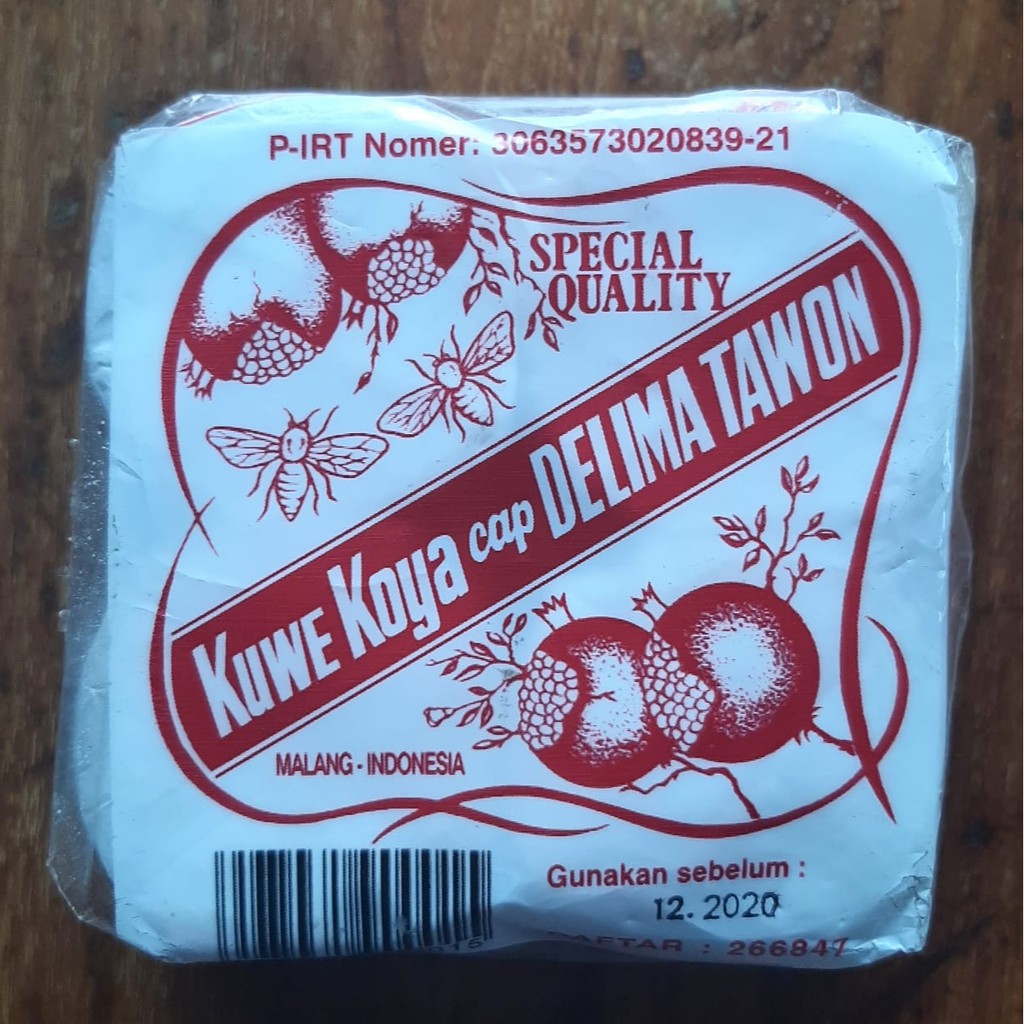 P-IRT Nomer: 3063573020839-21
SPECIAL
QUALITY
KUWE Koya cap DELIMA TAWON
MALANG - INDONESIA
Gunakan sebelum :
12. 2020
DAFTAR : 266847